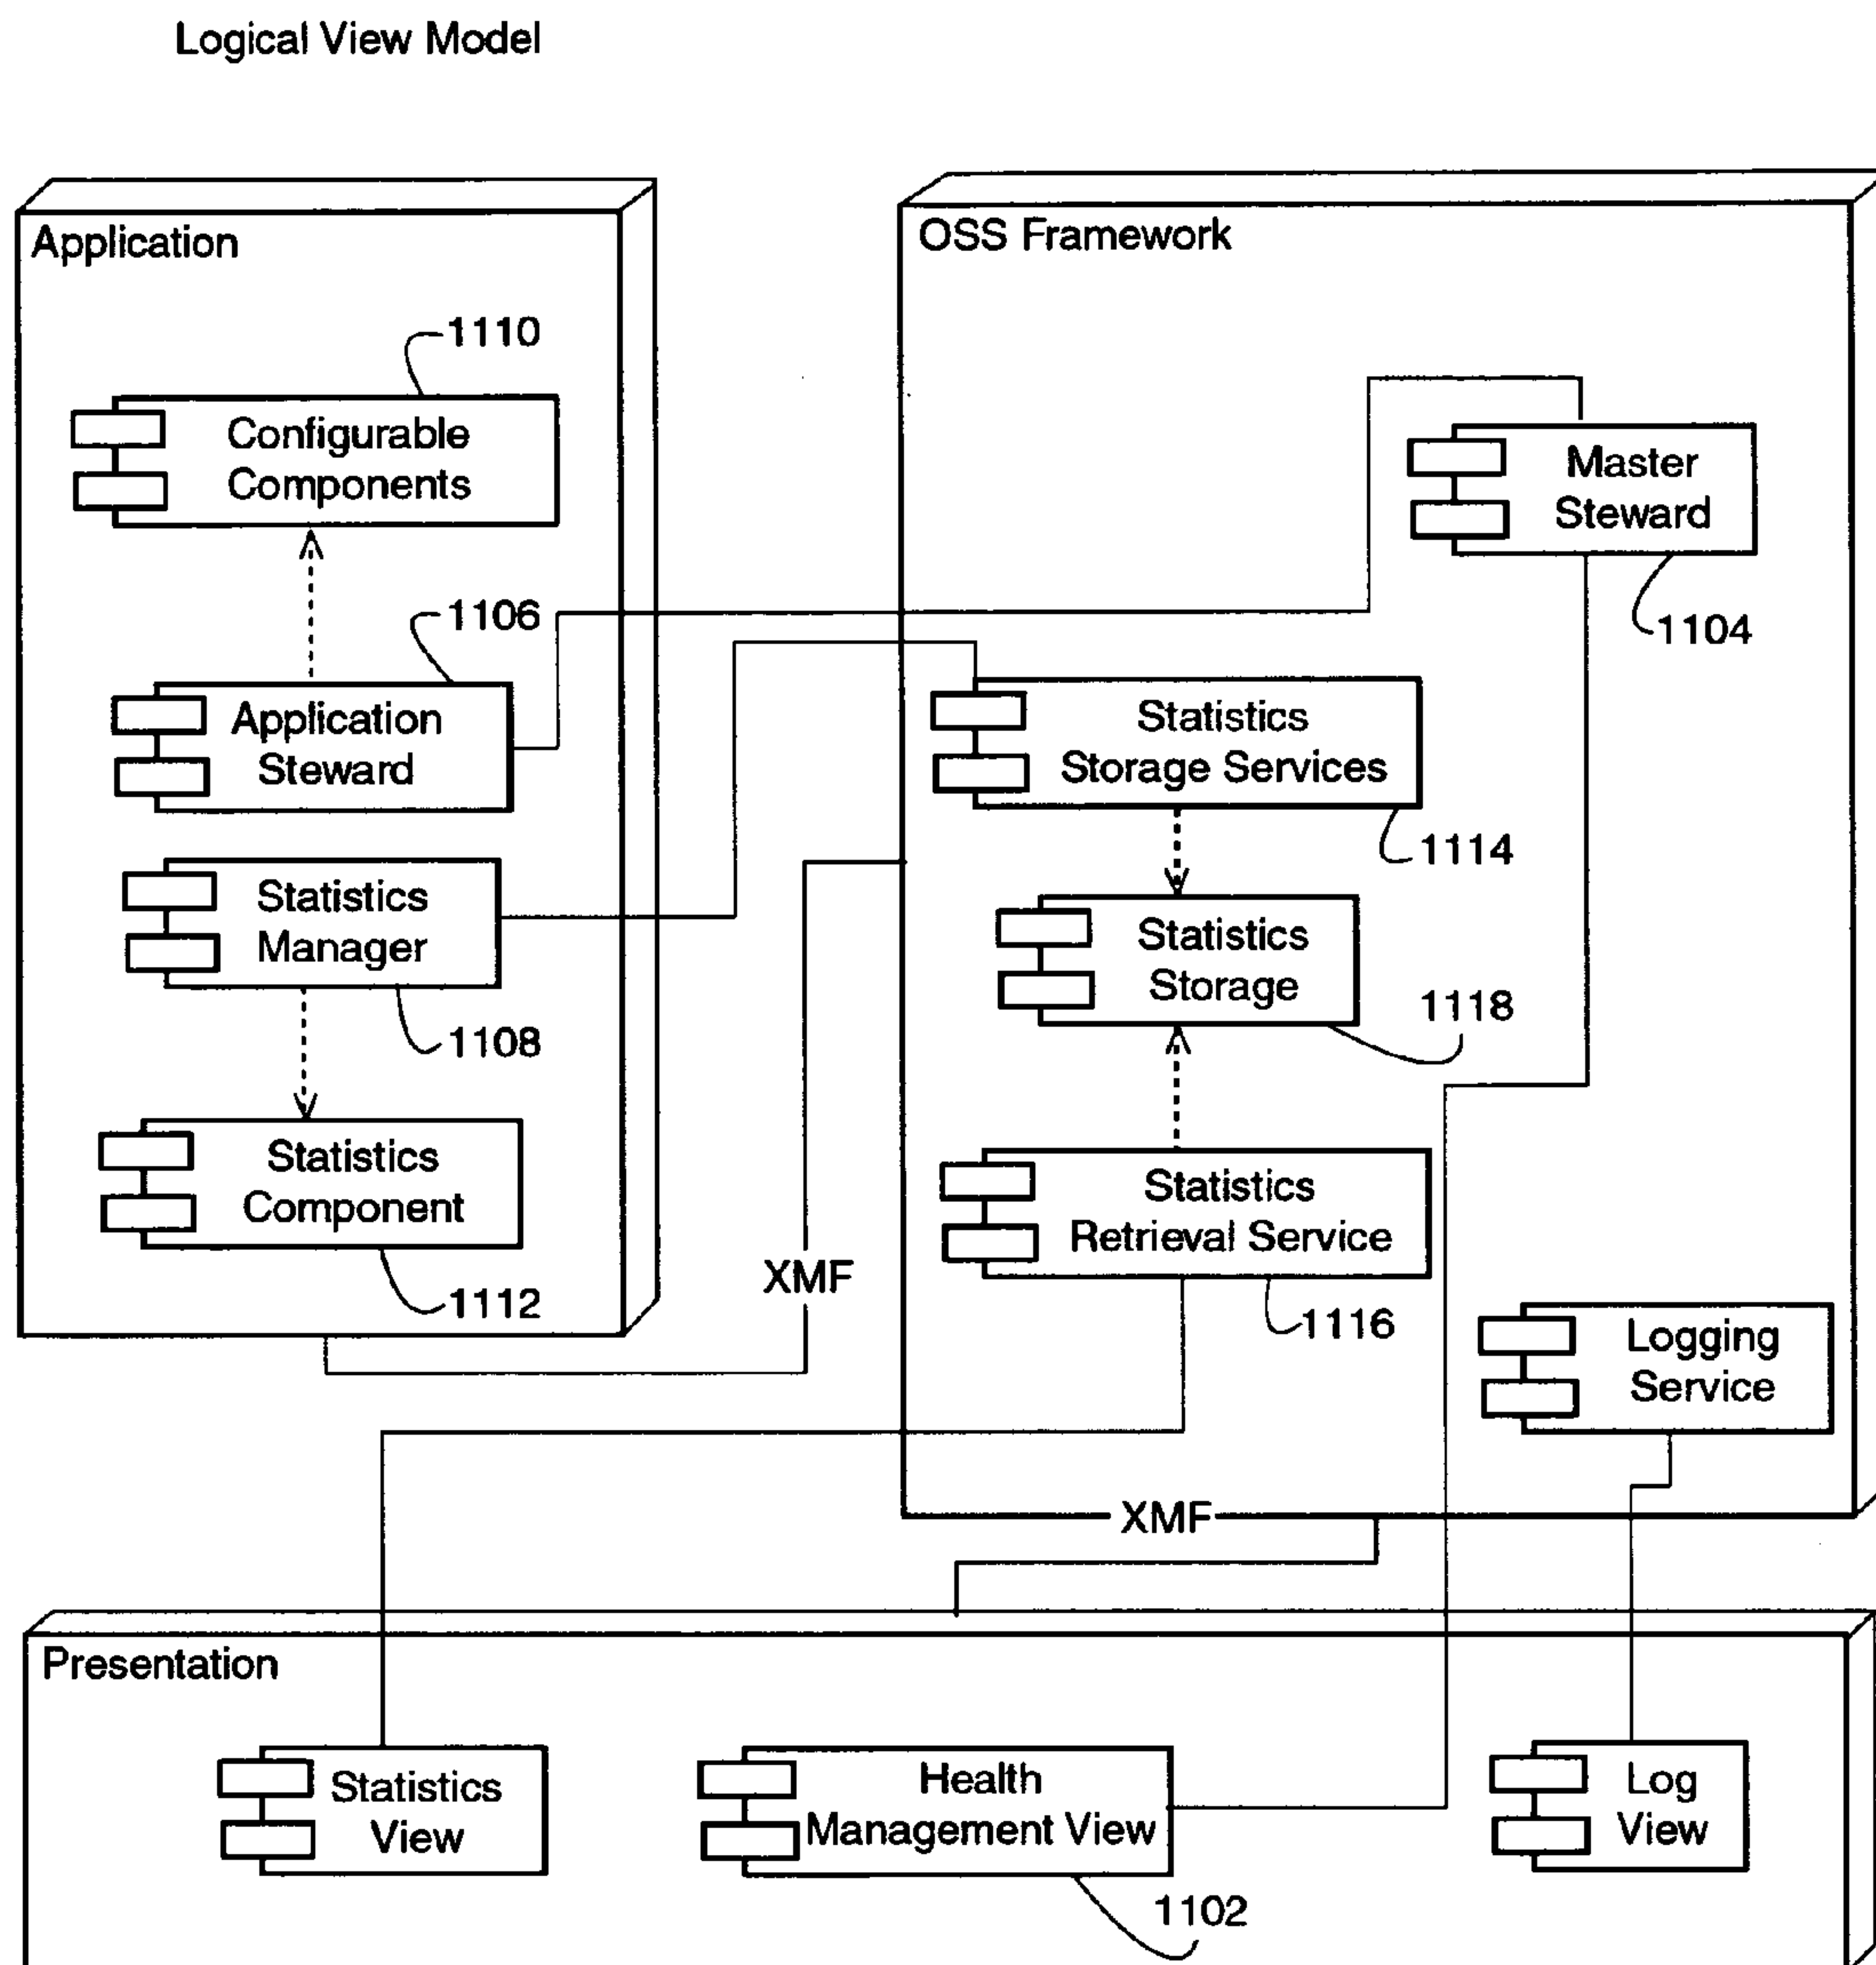 Logical View Model
Application
1110
Configurable
Components
1106
Application
Steward
Statistics
Manager
1108
Statistics
Component
1112
XMF
OSS Framework
Master
Steward
1104
Statistics
Storage Services
1114
Statistics
Storage
1118
Statistics
Retrieval Service
1116
Logging
Service
XMF
Presentation
Statistics
View
Health
Management View
1102
Log
View